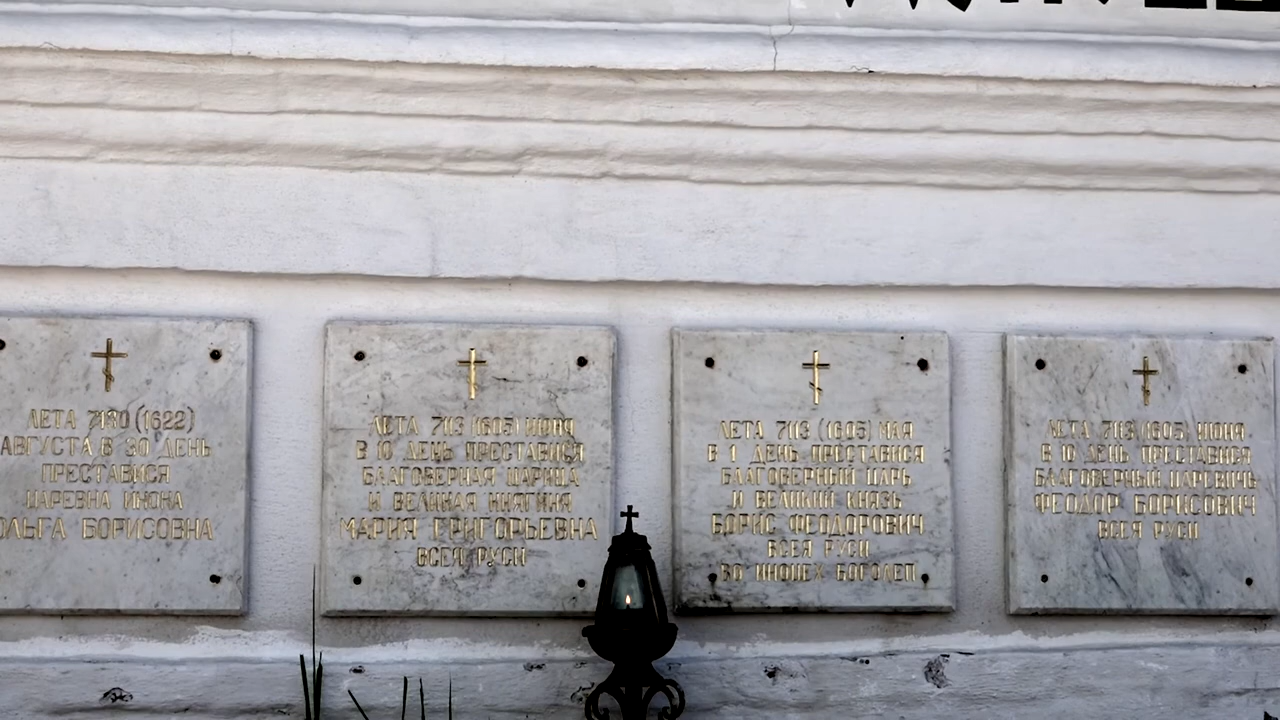 ЛЕТА 7130 (1622)
АВГУСТА В 30 ДЕНЬ
ПРЕСТАВИСЯ
ЦАРЕВНА ИНОКА
ОЛЬГА БОРИСОВНА
ЛЕТА 7113 (1605) ИЮНЯ
В 10 ДЕНЬ ПРЕСТАВИСЯ
БЛАГОВЕРНАЯ ЦАРИЦА
И ВЕЛИКАЯ КНЯГИНЯ
МАРИЯ ГРИГОРЬЕВНА
ВСЕЯ РУСИ
ЛЕТА 7113 (1605) МАЯ
В 1 ДЕНЬ ПРЕСТАВИСЯ
БЛАГОВЕРНЫЙ ЦАРЬ
И ВЕЛИКИЙ КНЯЗЬ
БОРИС ФЕОДОРОВИЧ
ВСЕЯ РУСИ
ВО ИНОЦЕХ БОГОЛЕП
ЛЕТА 7113 (1605) ИЮНЯ
В 10 ДЕНЬ ПРЕСТАВИСЯ
БЛАГОВЕРНЫЙ ЦАРЕВИЧЬ
ФЕОДОР БОРИСОВИЧ
ВСЕЯ РУСИ